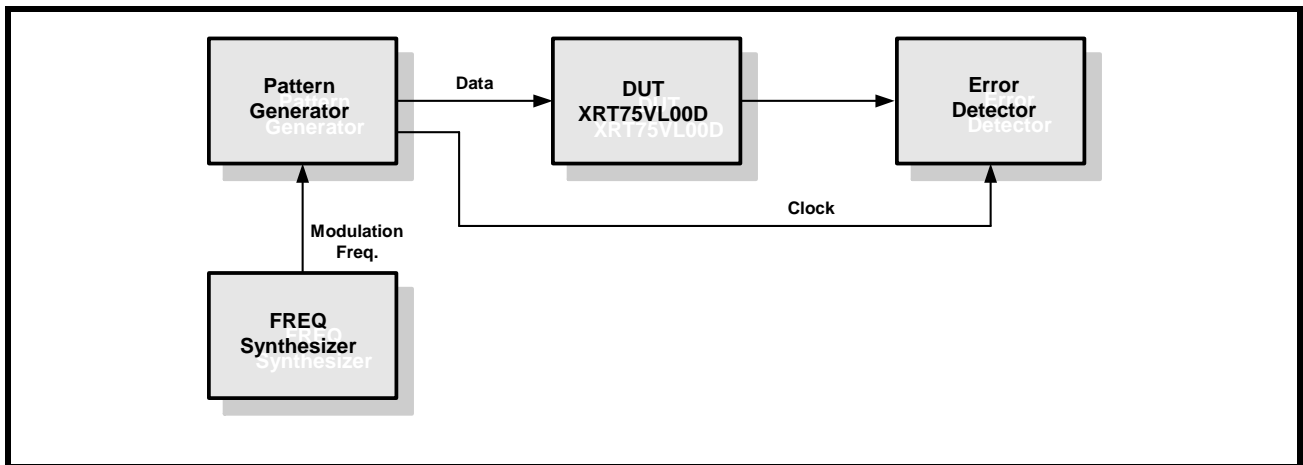 Pattern
Generator
Data
DUT
XRT75VL00D
Error
Detector
Clock
Modulation
Freq.
FREQ
Synthesizer